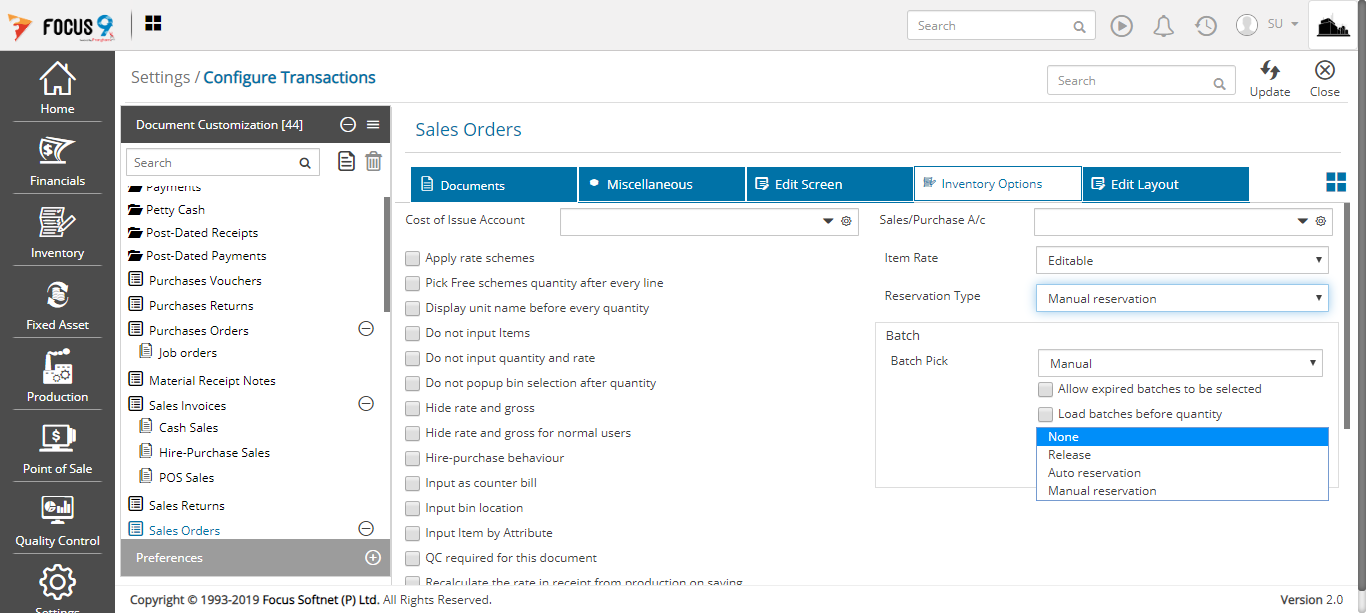 FOCUS 9
Search
SU
Home
Financials
Inventory
Fixed Asset
Production
Point of Sale
Quality Control
Settings
Settings / Configure Transactions
Search
Update
Close
Document Customization [44]
Search
Payments
Petty Cash
Post-Dated Receipts
Post-Dated Payments
Purchases Vouchers
Purchases Returns
Purchases Orders
Job orders
Material Receipt Notes
Sales Invoices
Cash Sales
Hire-Purchase Sales
POS Sales
Sales Returns
Sales Orders
Preferences
Sales Orders
Documents
Miscellaneous
Edit Screen
Inventory Options
Edit Layout
Cost of Issue Account
Apply rate schemes
Pick Free schemes quantity after every line
Display unit name before every quantity
Do not input Items
Do not input quantity and rate
Do not popup bin selection after quantity
Hide rate and gross
Hide rate and gross for normal users
Hire-purchase behaviour
Input as counter bill
Input bin location
Input Item by Attribute
QC required for this document
Recalculate the rate in receipt from production on saving
Sales/Purchase A/c
Item Rate
Editable
Reservation Type
Manual reservation
Batch
Batch Pick
Manual
Allow expired batches to be selected
Load batches before quantity
None
Release
Auto reservation
Manual reservation
Copyright © 1993-2019 Focus Softnet (P) Ltd. All Rights Reserved.
Version 2.0